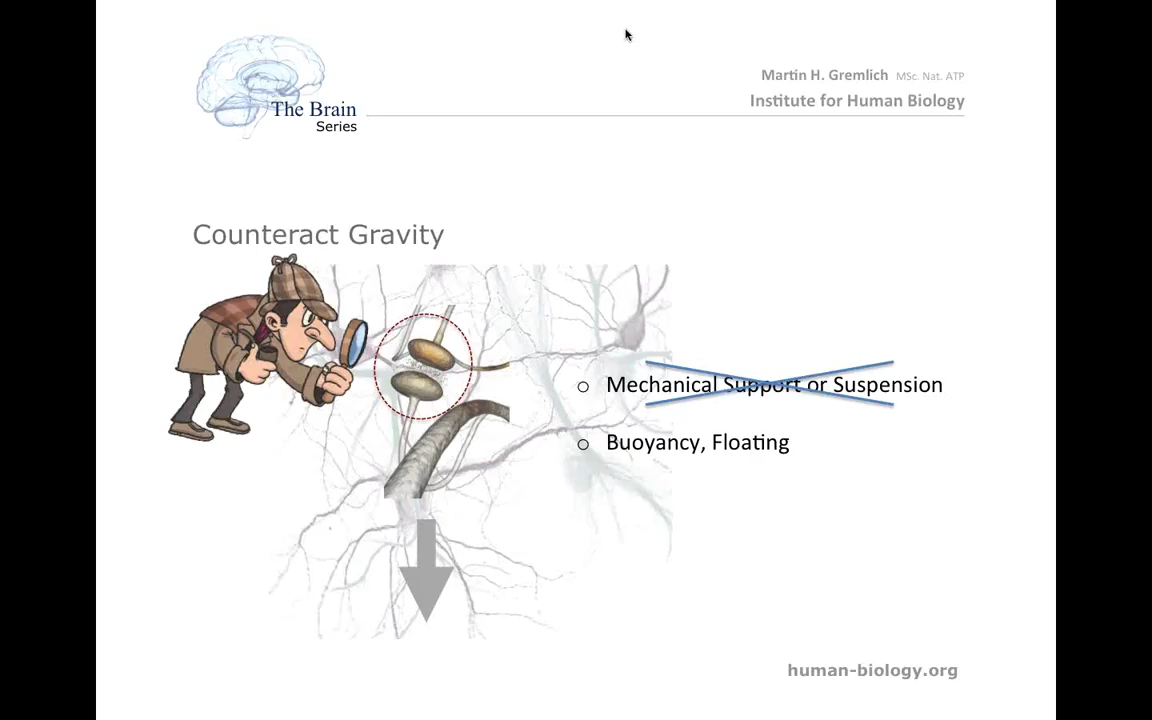 The Brain
Series
Martin H. Gremlich MSc. Nat. ATP
Institute for Human Biology
Counteract Gravity
o Mechanical Support or Suspension
o Buoyancy, Floating
human-biology.org